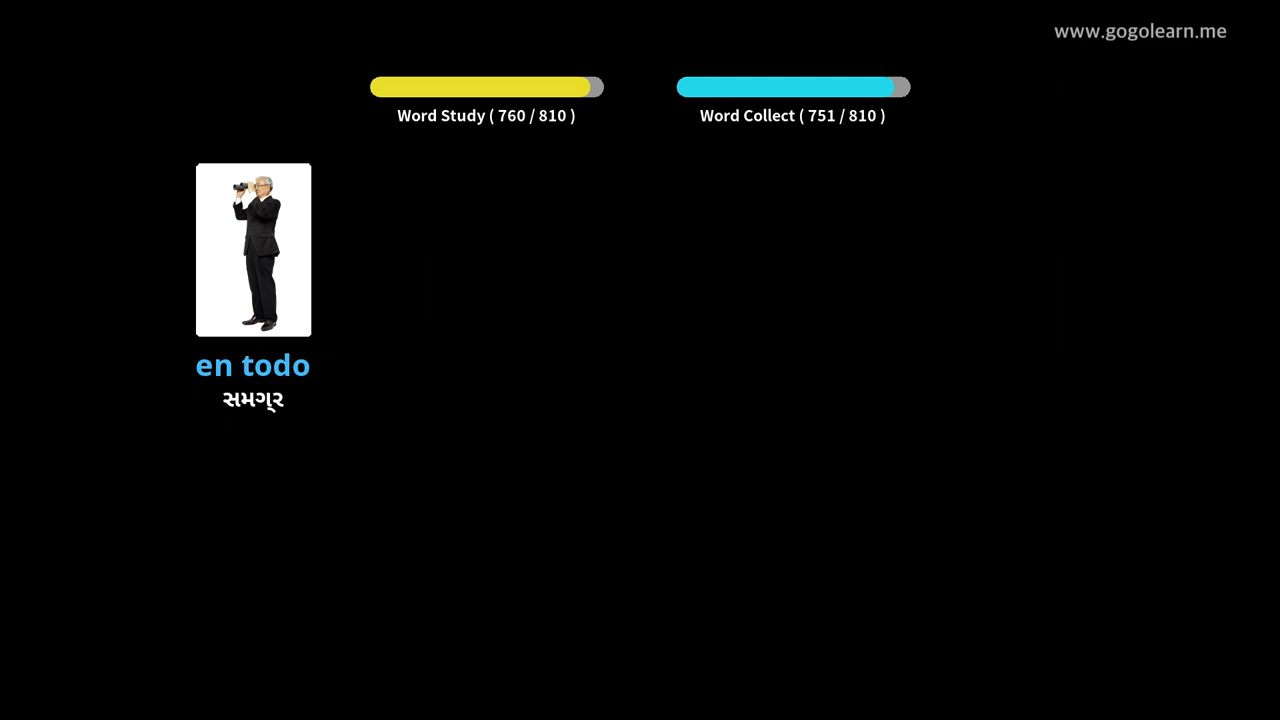 www.gogolearn.me
Word Study ( 760 / 810 )
Word Collect ( 751 / 810 )
en todo
સમગ્ર